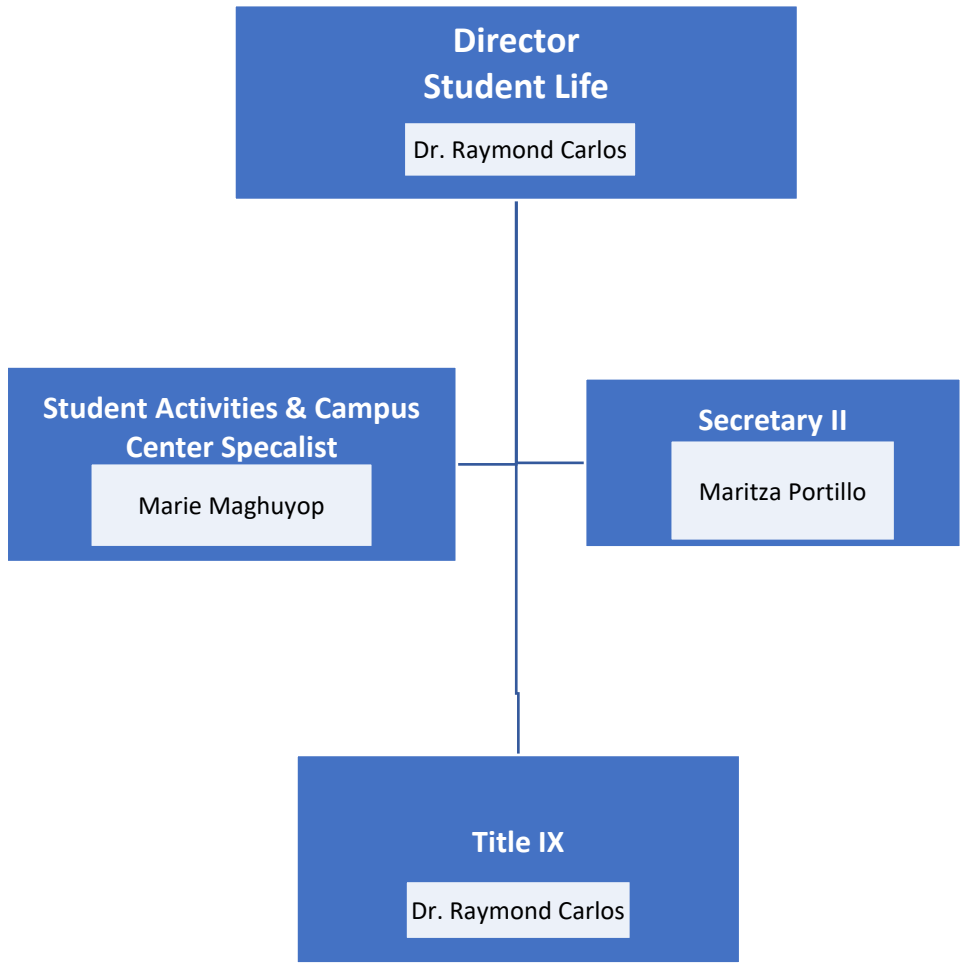 Director
Student Life
Dr. Raymond Carlos
Student Activities & Campus
Center Specalist
Marie Maghuyop
Secretary II
Maritza Portillo
Title IX
Dr. Raymond Carlos